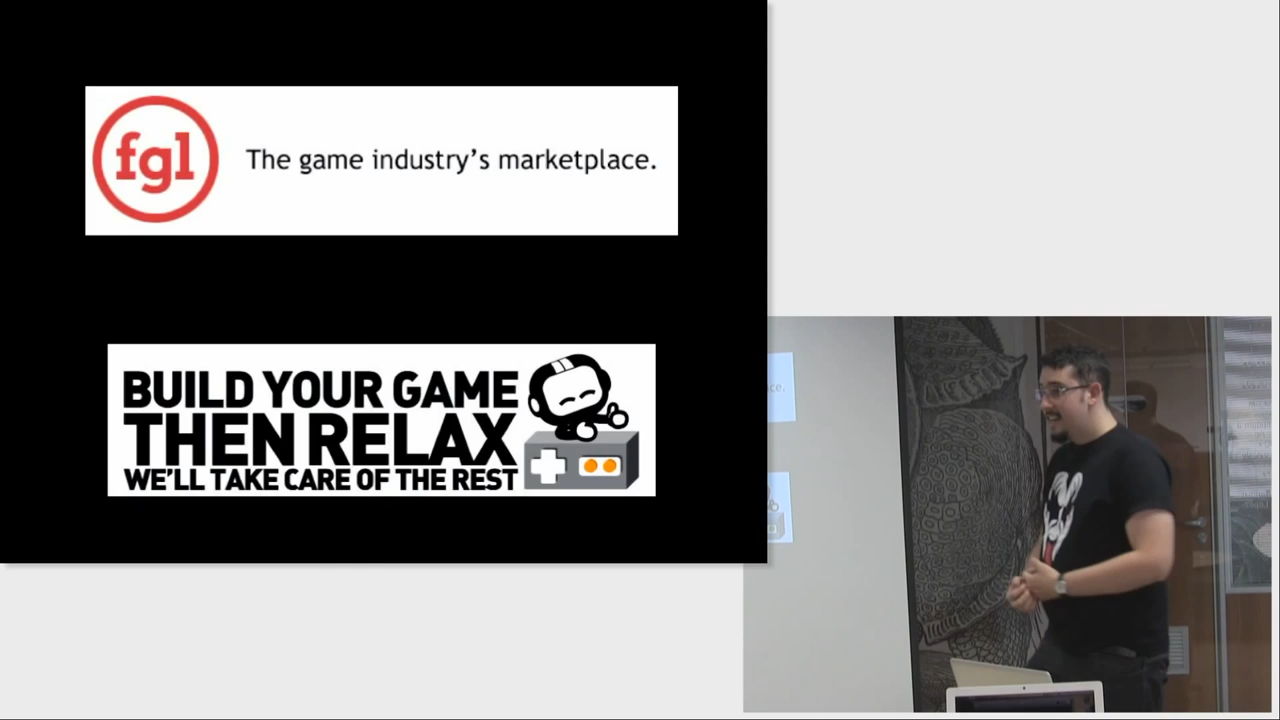 fgl
The game industry's marketplace.
BUILD YOUR GAME
THEN RELAX
WE'LL TAKE CARE OF THE REST